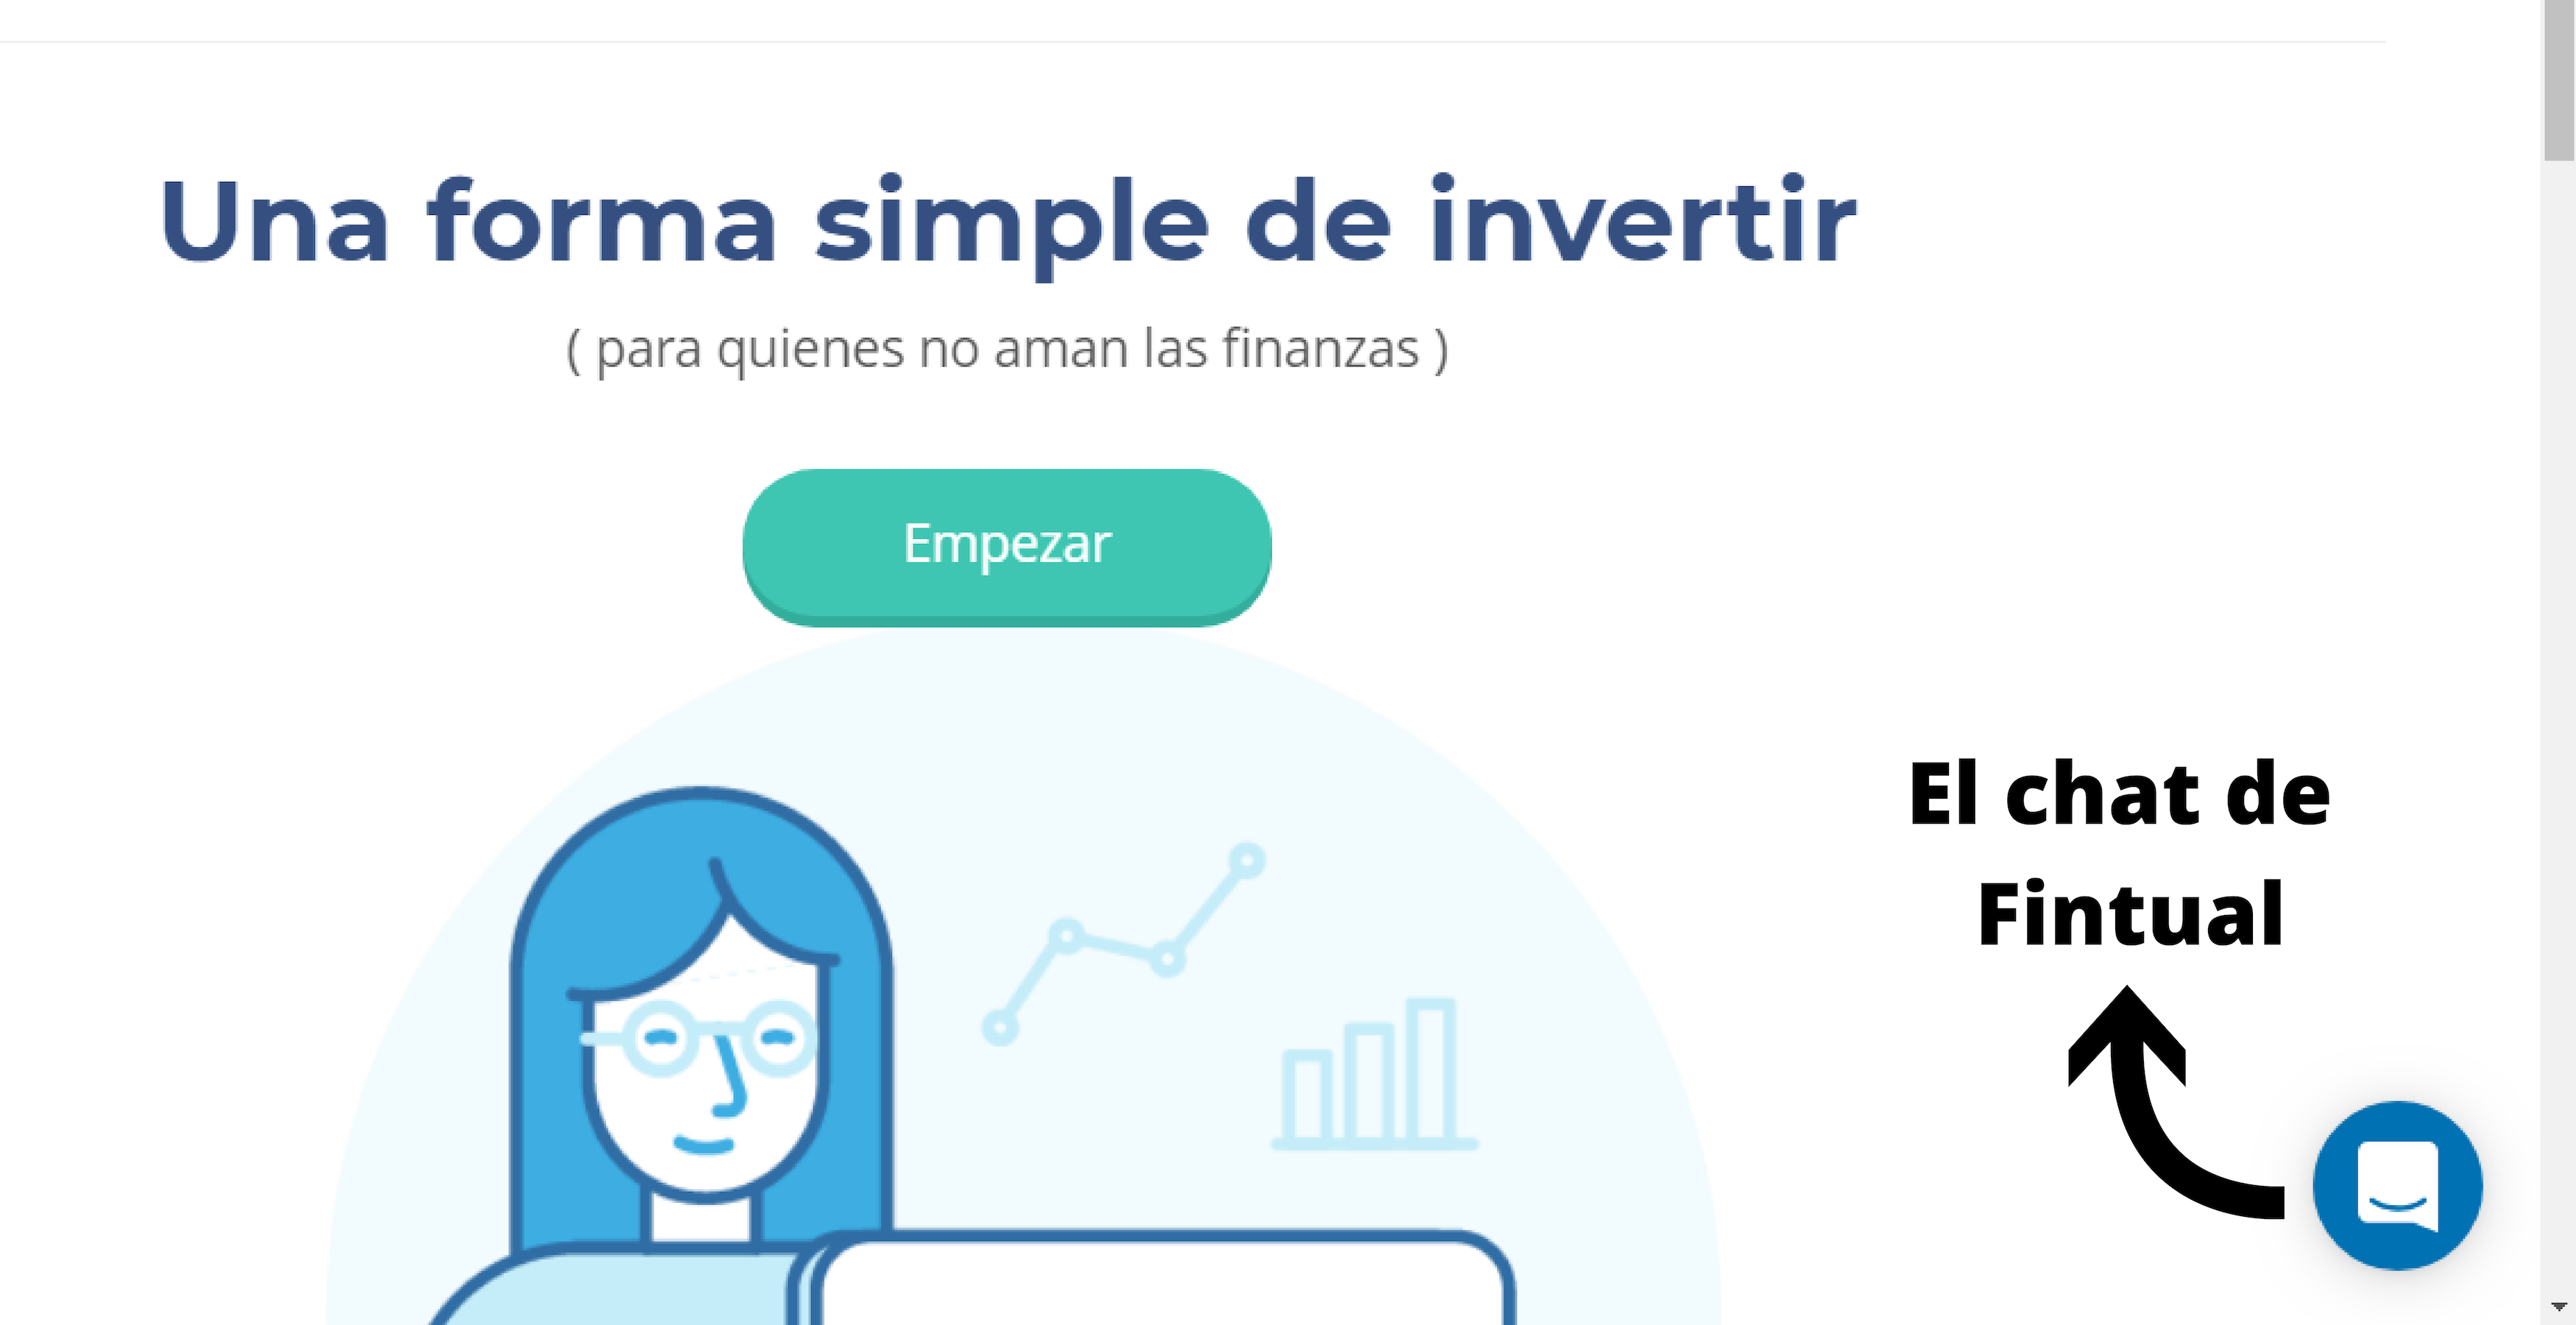 Una forma simple de invertir
( para quienes no aman las finanzas )
Empezar
El chat de
Fintual